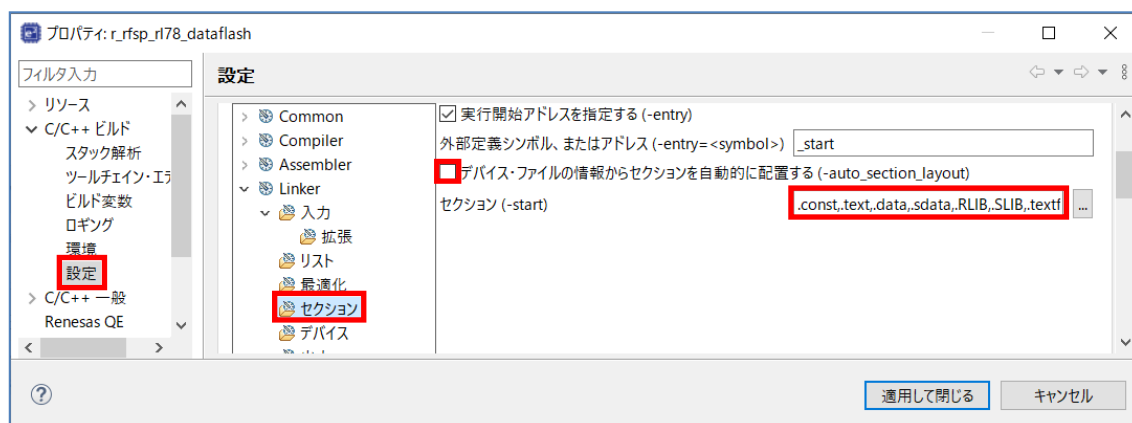 プロパティ: r_rfsp_rl78_dataflash
フィルタ入力
設定
リソース
C/C++ ビルド
スタック解析
ツールチェイン・エデ
ビルド変数
ロギング
環境
設定
C/C++ 一般
Renesas QE
Common
Compiler
Assembler
Linker
入力
拡張
リスト
最適化
セクション
デバイス
実行開始アドレスを指定する (-entry)
外部定義シンボル、またはアドレス (-entry=<symbol>) _start
デバイス・ファイルの情報からセクションを自動的に配置する (-auto_section_layout)
セクション (-start) .const,.text,.data,.sdata,.RLIB,.SLIB,.textf ...
適用して閉じる キャンセル